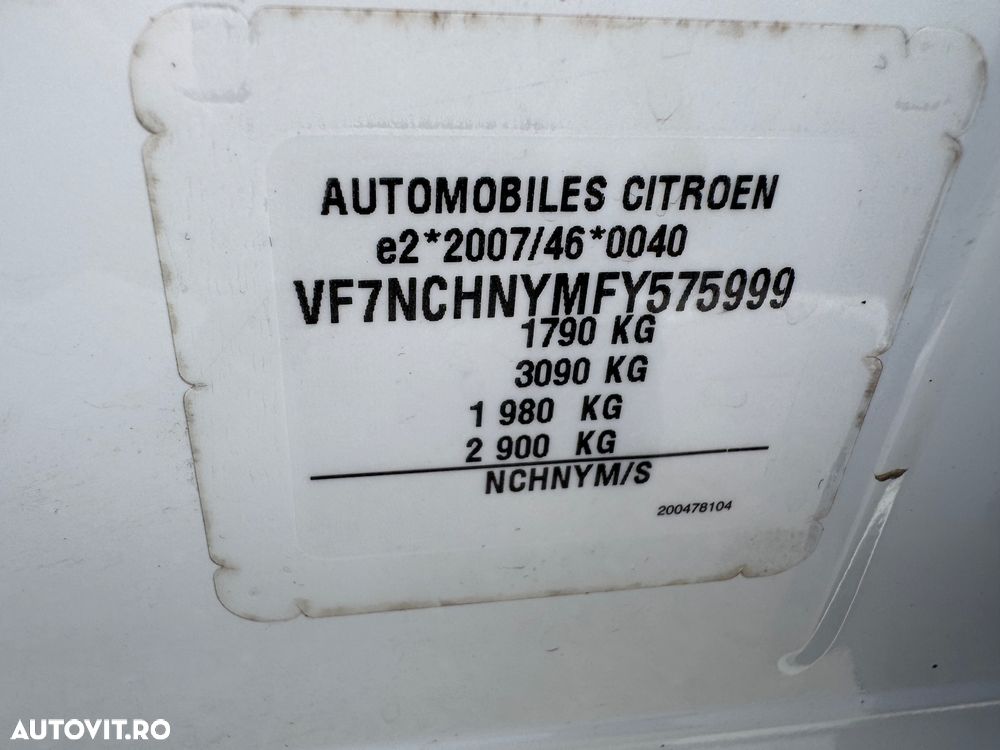 AUTOMOBILES CITROEN
e2*2007/46*0040
VF7NCHNYMFY575999
1790 KG
3090 KG
1 980 KG
2 900 KG
NCHNYM/S
200478104
AUTOVIT.RO